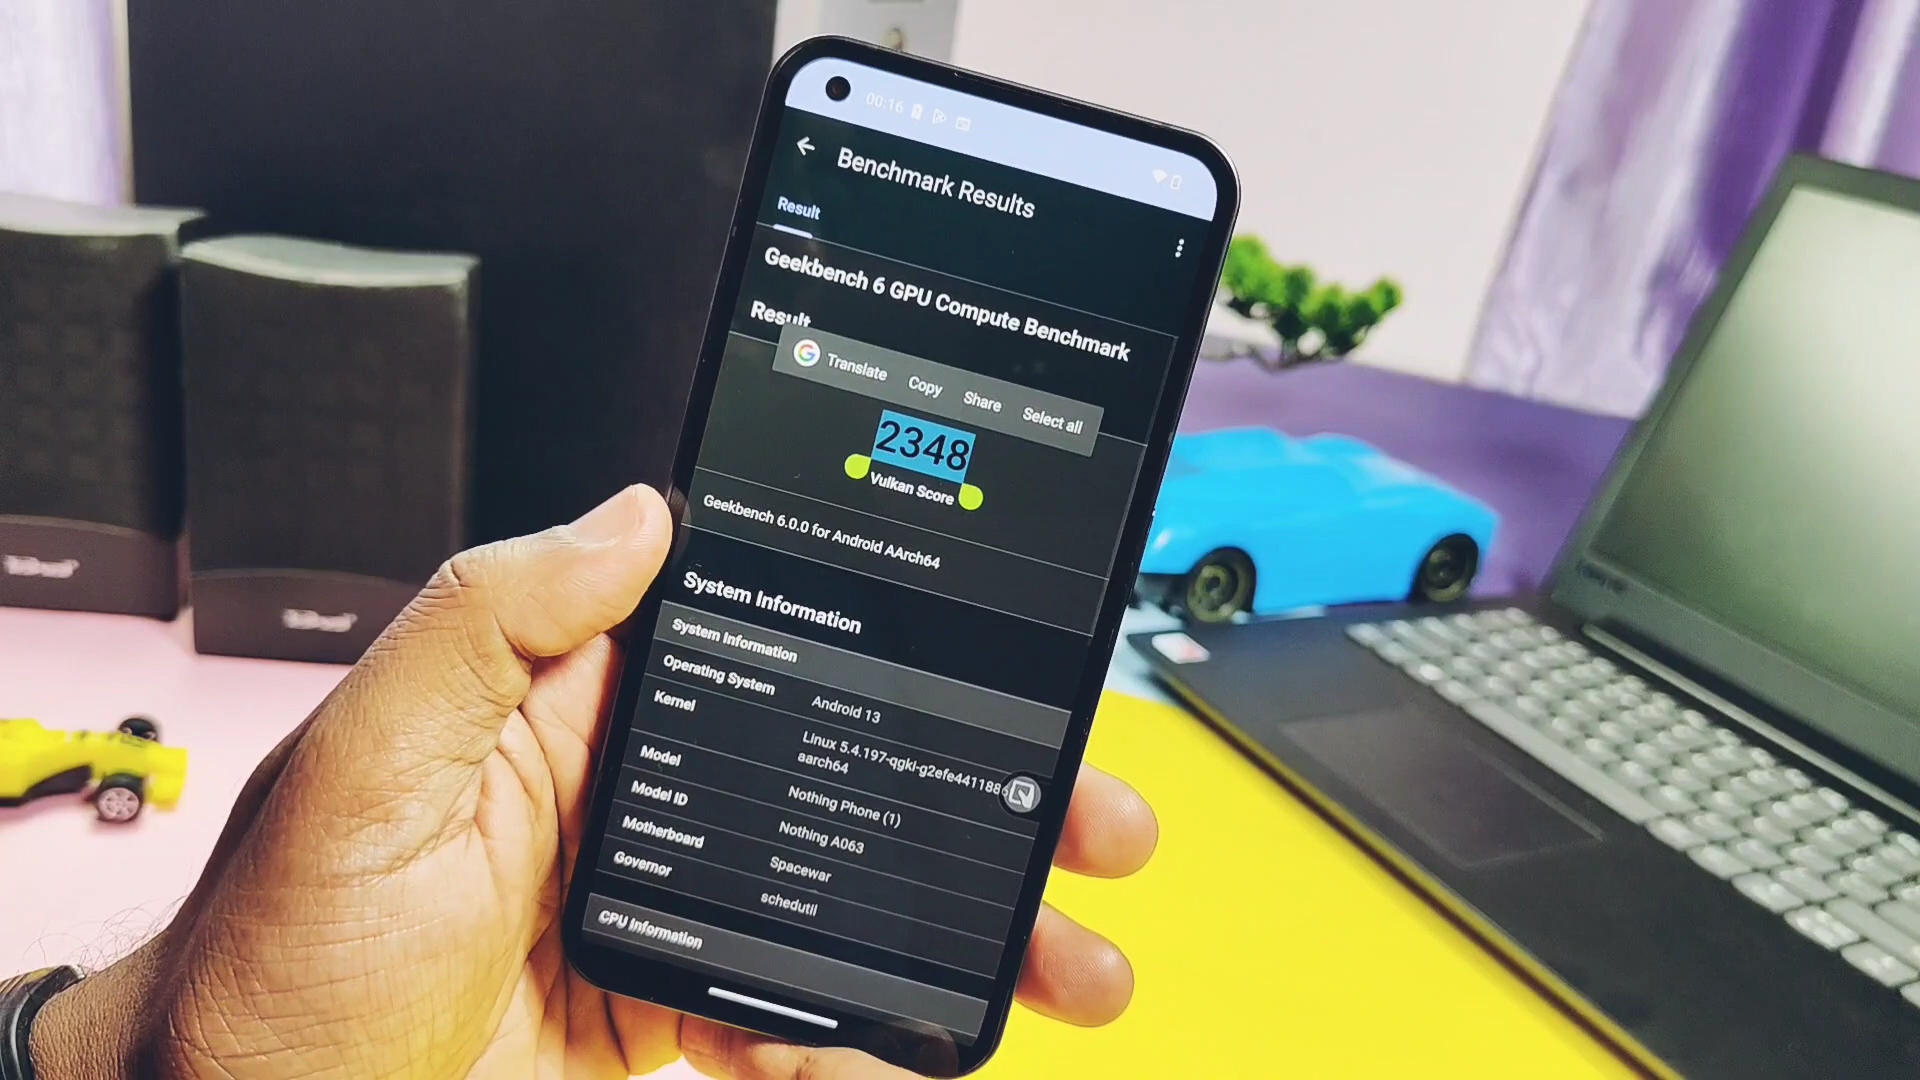 00:16
Benchmark Results
Result
Geekbench 6 GPU Compute Benchmark
Result
G Translate Copy Share Select all
2348
Vulkan Score
Geekbench 6.0.0 for Android AArch64
System Information
System Information
Operating System Android 13
Kernel Linux 5.4.197-qgki-g2efe4411886
aarch64
Model Nothing Phone (1)
Model ID Nothing A063
Motherboard Spacewar
Governor schedutil
CPU Information